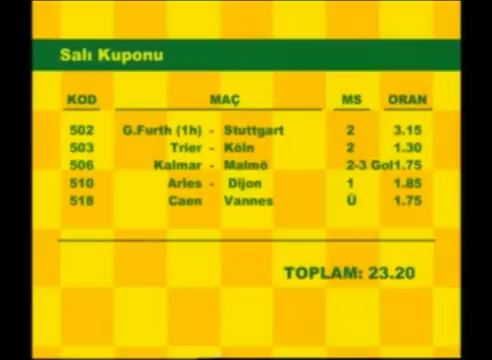 Salı Kuponu
KOD MAÇ MS ORAN
502 G.Furth (1h) - Stuttgart 2 3.15
503 Trier - Köln 2 1.30
506 Kalmar - Malmö 2-3 Gol 1.75
510 Arles - Dijon 1 1.85
518 Caen Vannes Ü 1.75
TOPLAM: 23.20